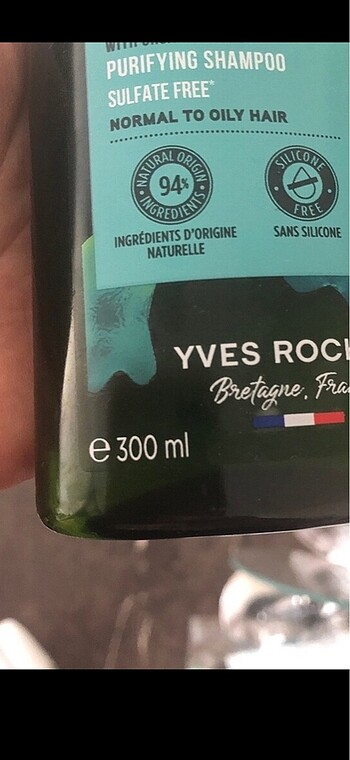 PURIFYING SHAMPOO
SULFATE FREE*
NORMAL TO OILY HAIR
NATURAL ORIGIN
94%
INGREDIENTS
SILICONE
FREE
INGRÉDIENTS D'ORIGINE
NATURELLE
SANS SILICONE
YVES ROCH
Bretagne, Fra
e 300 ml